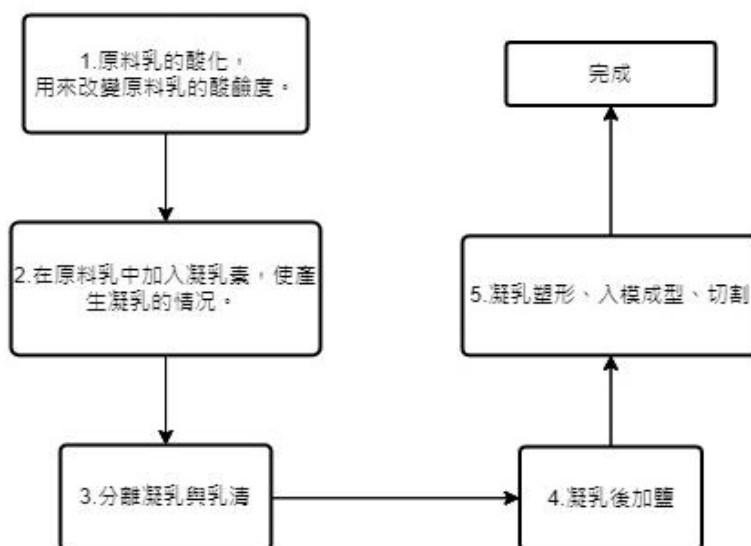 1.原料乳的酸化，
用來改變原料乳的酸鹼度。
2.在原料乳中加入凝乳素，使產
生凝乳的情況。
3.分離凝乳與乳清
4.凝乳後加鹽
5.凝乳塑形、入模成型、切割
完成